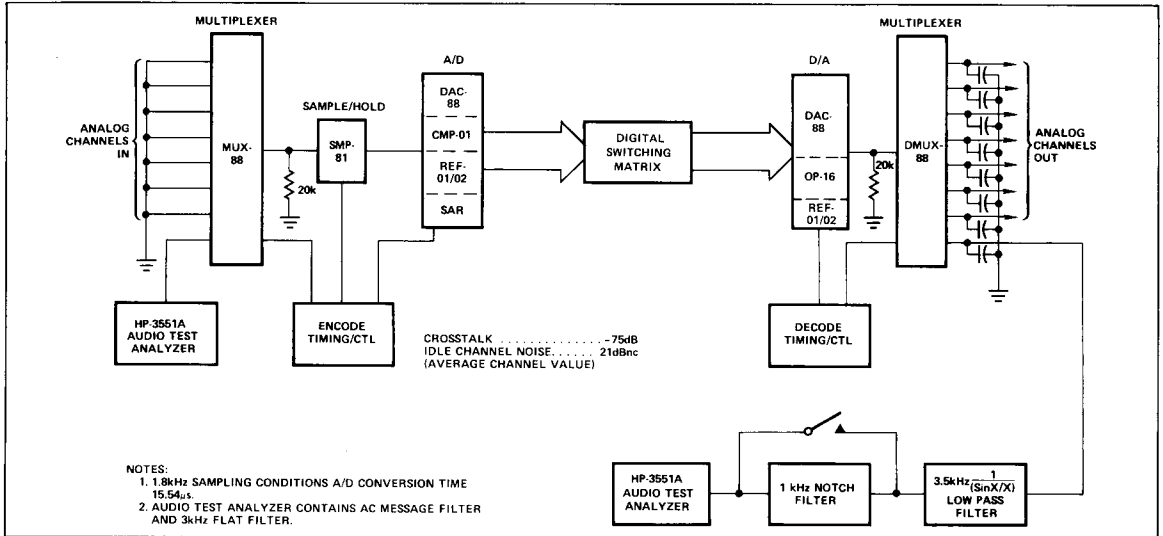 MULTIPLEXER
MUX-
88
ANALOG
CHANNELS
IN
HP-3551A
AUDIO TEST
ANALYZER
20k
SAMPLE/HOLD
SMP-
81
ENCODE
TIMING/CTL
A/D
DAC-
88
CMP-01
REF-
01/02
SAR
DIGITAL
SWITCHING
MATRIX
D/A
DAC-
88
OP-16
REF-
01/02
20k
DECODE
TIMING/CTL
MULTIPLEXER
DMUX-
88
ANALOG
CHANNELS
OUT
CROSSTALK . . . . . . . . . . . . . . . -75dB
IDLE CHANNEL NOISE. . . . . . 21dBnc
(AVERAGE CHANNEL VALUE)
HP-3551A
AUDIO TEST
ANALYZER
1 kHz NOTCH
FILTER
3.5kHz 1
(SinX/X)
LOW PASS
FILTER
NOTES:
1. 1.8kHz SAMPLING CONDITIONS A/D CONVERSION TIME
15.54μs.
2. AUDIO TEST ANALYZER CONTAINS AC MESSAGE FILTER
AND 3kHz FLAT FILTER.